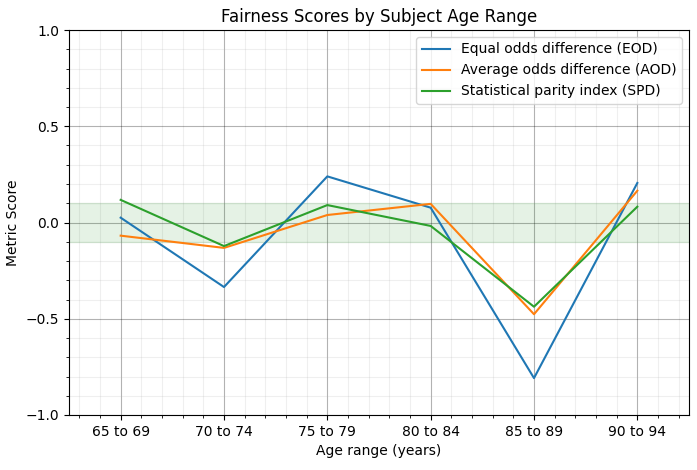 Fairness Scores by Subject Age Range
Equal odds difference (EOD)
Average odds difference (AOD)
Statistical parity index (SPD)
Metric Score
1.0
0.5
0.0
−0.5
−1.0
65 to 69
70 to 74
75 to 79
80 to 84
85 to 89
90 to 94
Age range (years)